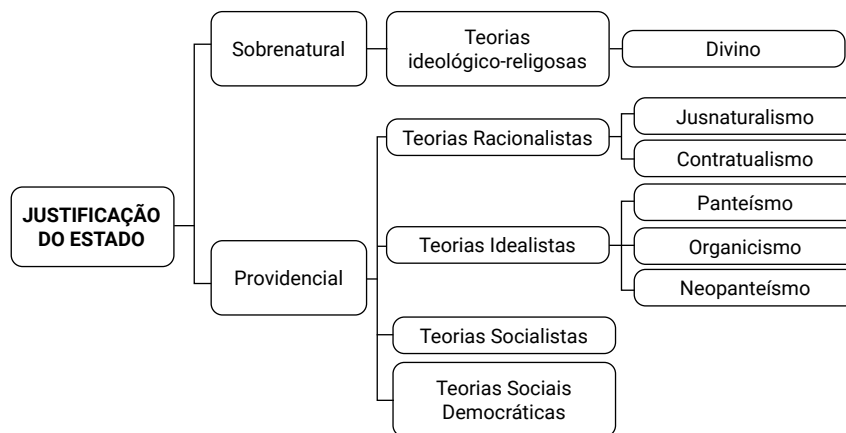 Sobrenatural
Teorias
ideológico-religosas
Divino
JUSTIFICAÇÃO
DO ESTADO
Providencial
Teorias Racionalistas
Jusnaturalismo
Contratualismo
Teorias Idealistas
Panteísmo
Organicismo
Neopanteísmo
Teorias Socialistas
Teorias Sociais
Democráticas